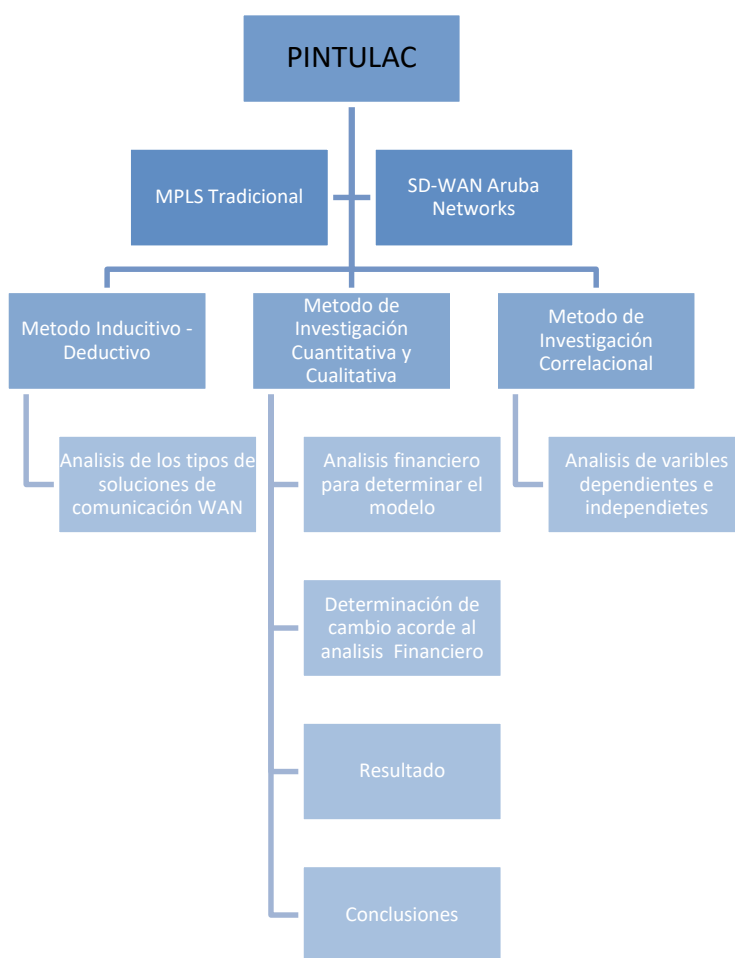 PINTULAC
MPLS Tradicional
SD-WAN Aruba
Networks
Metodo Inducitivo -
Deductivo
Metodo de
Investigación
Cuantitativa y
Cualitativa
Metodo de
Investigación
Correlacional
Analisis de los tipos de
soluciones de
comunicación WAN
Analisis financiero
para determinar el
modelo
Analisis de varibles
dependientes e
independietes
Determinación de
cambio acorde al
analisis Financiero
Resultado
Conclusiones